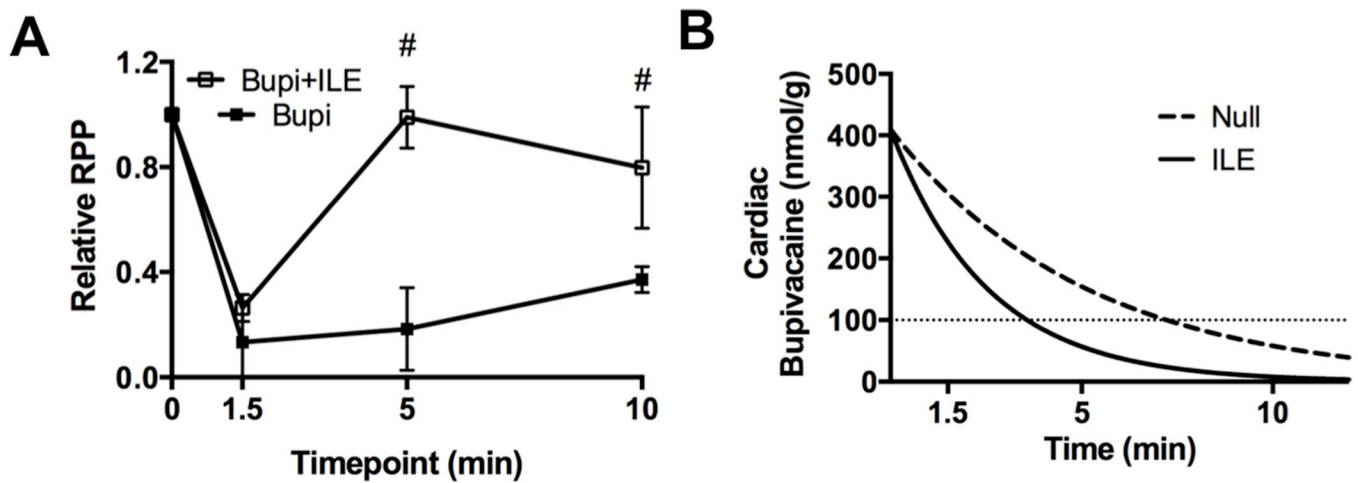 A
Relative RPP
1.2
0.8
0.4
0.0
Bupi+ILE
Bupi
#
#
0
1.5
5
10
Timepoint (min)
B
Cardiac
Bupivacaine (nmol/g)
500
400
300
200
100
0
Null
ILE
1.5
5
10
Time (min)